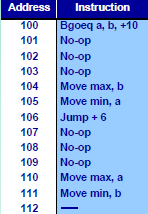 Address Instruction
100 Bgoeq a, b, +10
101 No-op
102 No-op
103 No-op
104 Move max, b
105 Move min, a
106 Jump + 6
107 No-op
108 No-op
109 No-op
110 Move max, a
111 Move min, b
112 —